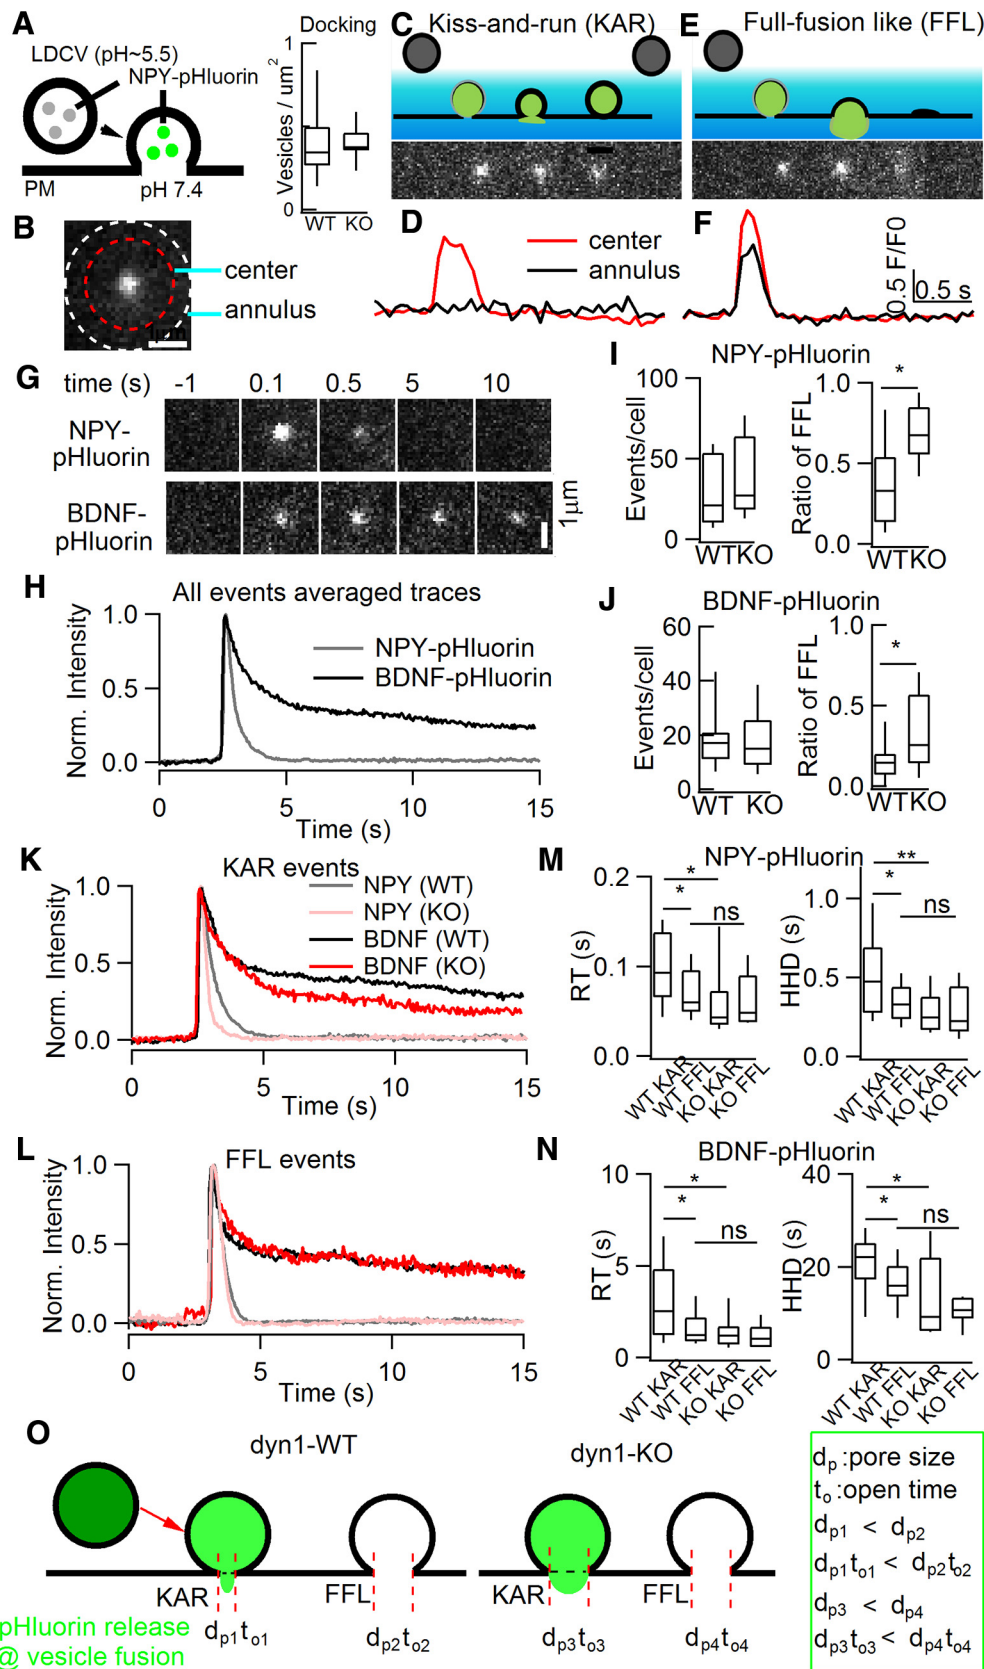 A
LDCV (pH~5.5)
NPY-pHluorin
PM
pH 7.4
Docking
Vesicles / um²
1
0
WT KO
B
center
annulus
C Kiss-and-run (KAR)
E Full-fusion like (FFL)
D
center
annulus
F
0.5 F/F0
0.5 s
G time (s) -1 0.1 0.5 5 10
NPY-
pHluorin
BDNF-
pHluorin
1μm
H
All events averaged traces
Norm. Intensity
1.0
0.5
0.0
NPY-pHluorin
BDNF-pHluorin
0 5 10 15
Time (s)
I NPY-pHluorin
Events/cell
100
50
0
WT KO
Ratio of FFL
1.0
0.5
0.0
*
WT KO
J BDNF-pHluorin
Events/cell
60
40
20
0
WT KO
Ratio of FFL
1.0
0.5
0.0
*
WT KO
K KAR events
Norm. Intensity
1.0
0.5
0.0
NPY (WT)
NPY (KO)
BDNF (WT)
BDNF (KO)
0 5 10 15
Time (s)
L FFL events
Norm. Intensity
1.0
0.5
0.0
0 5 10 15
Time (s)
M NPY-pHluorin
RT (s)
0.2
0.1
0.0
*
*
ns
WT KAR
WT FFL
KO KAR
KO FFL
HHD (s)
1.0
0.5
0.0
**
*
ns
WT KAR
WT FFL
KO KAR
KO FFL
N BDNF-pHluorin
RT (s)
10
5
0
*
*
ns
WT KAR
WT FFL
KO KAR
KO FFL
HHD (s)
40
20
0
*
*
ns
WT KAR
WT FFL
KO KAR
KO FFL
O
dyn1-WT
dyn1-KO
KAR
FFL
KAR
FFL
dp1to1
dp2to2
dp3to3
dp4to4
pHluorin release
@ vesicle fusion
dp :pore size
to :open time
dp1 < dp2
dp1to1 < dp2to2
dp3 < dp4
dp3to3 < dp4to4